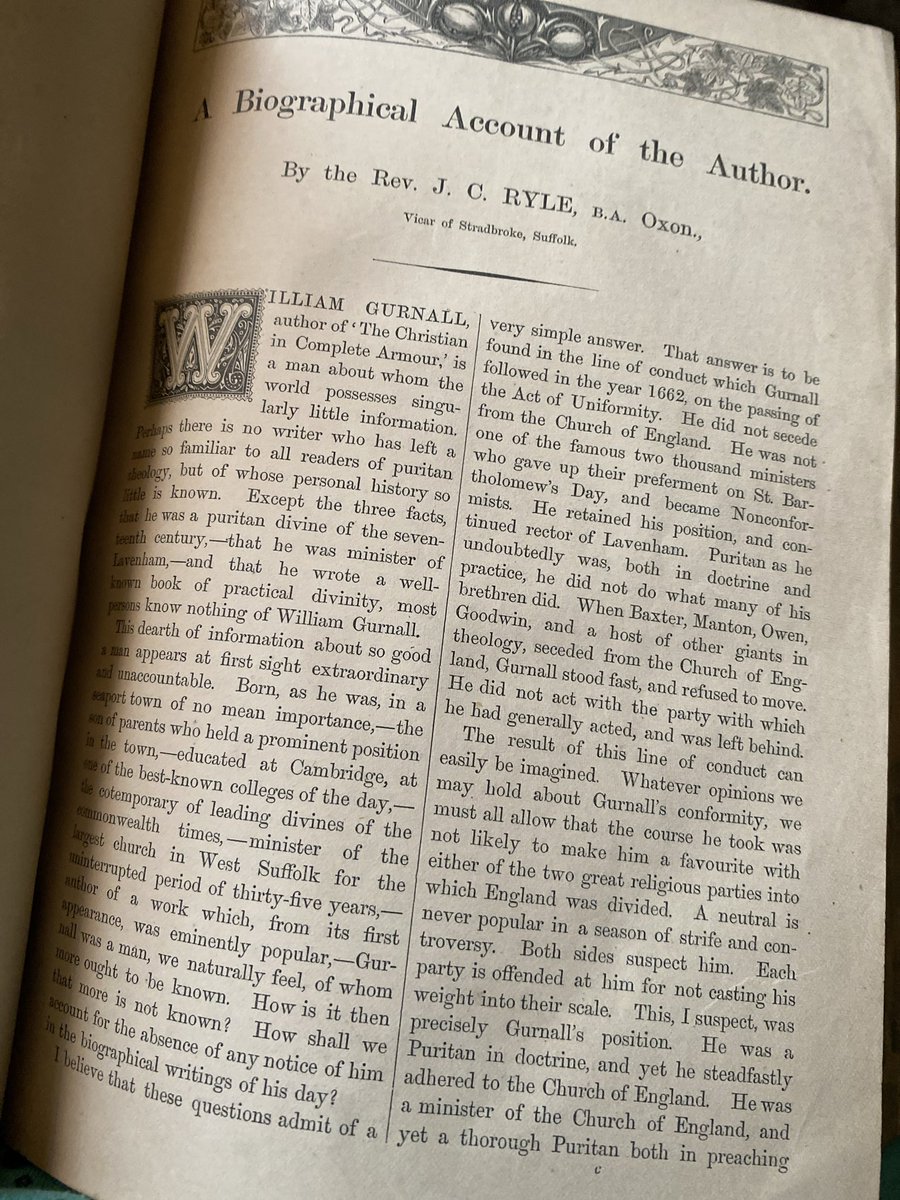 A Biographical Account of the Author.
By the Rev. J. C. RYLE, B.A. Oxon.,
Vicar of Stradbroke, Suffolk.
WILLIAM GURNALL,
author of ‘The Christian
in Complete Armour,’ is
a man about whom the
world possesses singu-
larly little information.
Perhaps there is no writer who has left a
name so familiar to all readers of puritan
theology, but of whose personal history so
little is known. Except the three facts,
that he was a puritan divine of the seven-
teenth century,—that he was minister of
Lavenham,—and that he wrote a well-
known book of practical divinity, most
persons know nothing of William Gurnall.
This dearth of information about so good
a man appears at first sight extraordinary
and unaccountable. Born, as he was, in a
seaport town of no mean importance,—the
son of parents who held a prominent position
in the town,—educated at Cambridge, at
one of the best-known colleges of the day,—
the cotemporary of leading divines of the
commonwealth times,—minister of the
largest church in West Suffolk for the
uninterrupted period of thirty-five years,—
author of a work which, from its first
appearance, was eminently popular,—Gur-
nall was a man, we naturally feel, of whom
more ought to be known. How is it then
that more is not known? How shall we
account for the absence of any notice of him
in the biographical writings of his day?
I believe that these questions admit of a
very simple answer. That answer is to be
found in the line of conduct which Gurnall
followed in the year 1662, on the passing of
the Act of Uniformity. He did not secede
from the Church of England. He was not
one of the famous two thousand ministers
who gave up their preferment on St. Bar-
tholomew’s Day, and became Nonconfor-
mists. He retained his position, and con-
tinued rector of Lavenham. Puritan as he
undoubtedly was, both in doctrine and
practice, he did not do what many of his
brethren did. When Baxter, Manton, Owen,
Goodwin, and a host of other giants in
theology, seceded from the Church of Eng-
land, Gurnall stood fast, and refused to move.
He did not act with the party with which
he had generally acted, and was left behind.
The result of this line of conduct can
easily be imagined. Whatever opinions we
may hold about Gurnall’s conformity, we
must all allow that the course he took was
not likely to make him a favourite with
either of the two great religious parties into
which England was divided. A neutral is
never popular in a season of strife and con-
troversy. Both sides suspect him. Each
party is offended at him for not casting his
weight into their scale. This, I suspect, was
precisely Gurnall’s position. He was a
Puritan in doctrine, and yet he steadfastly
adhered to the Church of England. He was
a minister of the Church of England, and
yet a thorough Puritan both in preaching
c